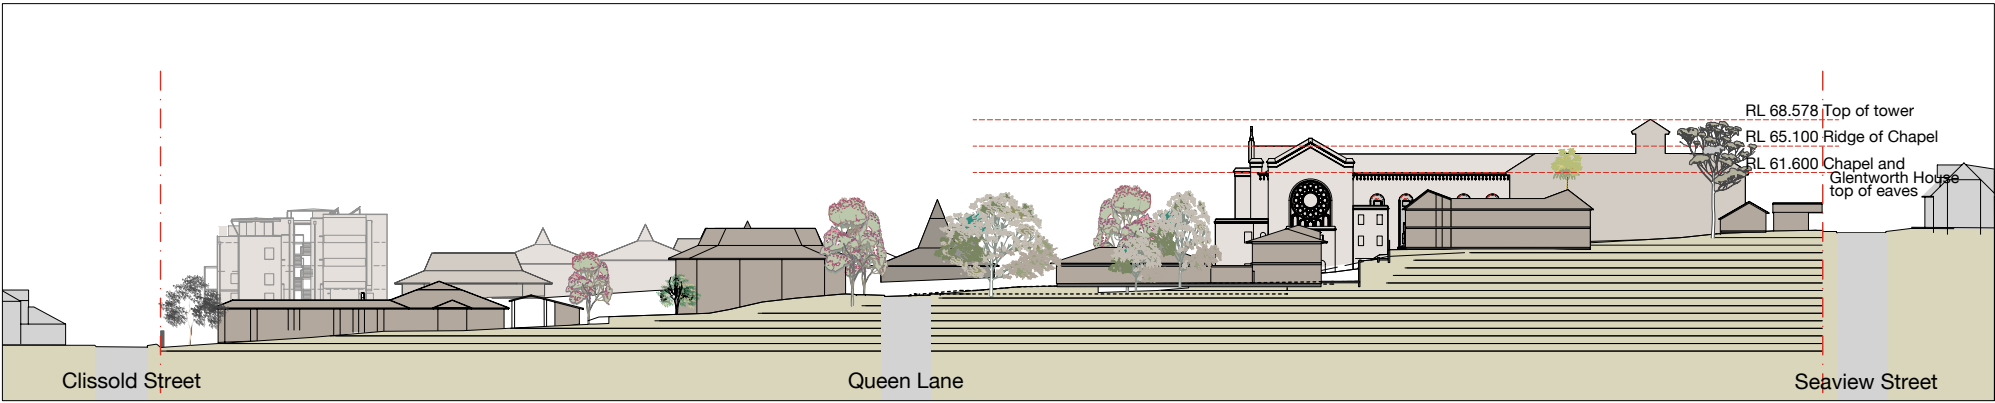 RL 68.578 Top of tower
RL 65.100 Ridge of Chapel
RL 61.600 Chapel and
Glentworth House
top of eaves
Clissold Street
Queen Lane
Seaview Street